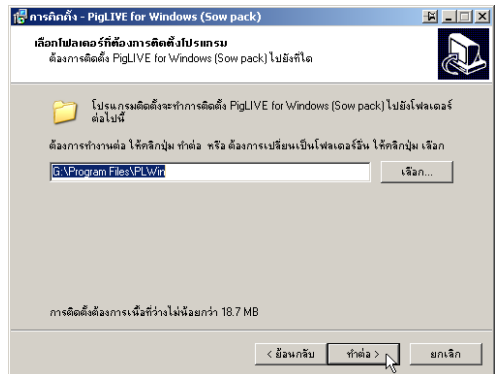 การติดตั้ง - PigLIVE for Windows (Sow pack)
เลือกโฟลเดอร์ที่ต้องการติดตั้งโปรแกรม
ต้องการติดตั้ง PigLIVE for Windows (Sow pack) ไปยังที่ใด
โปรแกรมติดตั้งจะทำการติดตั้ง PigLIVE for Windows (Sow pack) ไปยังโฟลเดอร์
ต่อไปนี้
ต้องการทำงานต่อ ให้คลิกปุ่ม ทำต่อ หรือ ต้องการเปลี่ยนเป็นโฟลเดอร์อื่น ให้คลิกปุ่ม เลือก
G:\Program Files\PLWin
เลือก...
การติดตั้งต้องการเนื้อที่ว่างไม่น้อยกว่า 18.7 MB
< ย้อนกลับ
ทำต่อ >
ยกเลิก